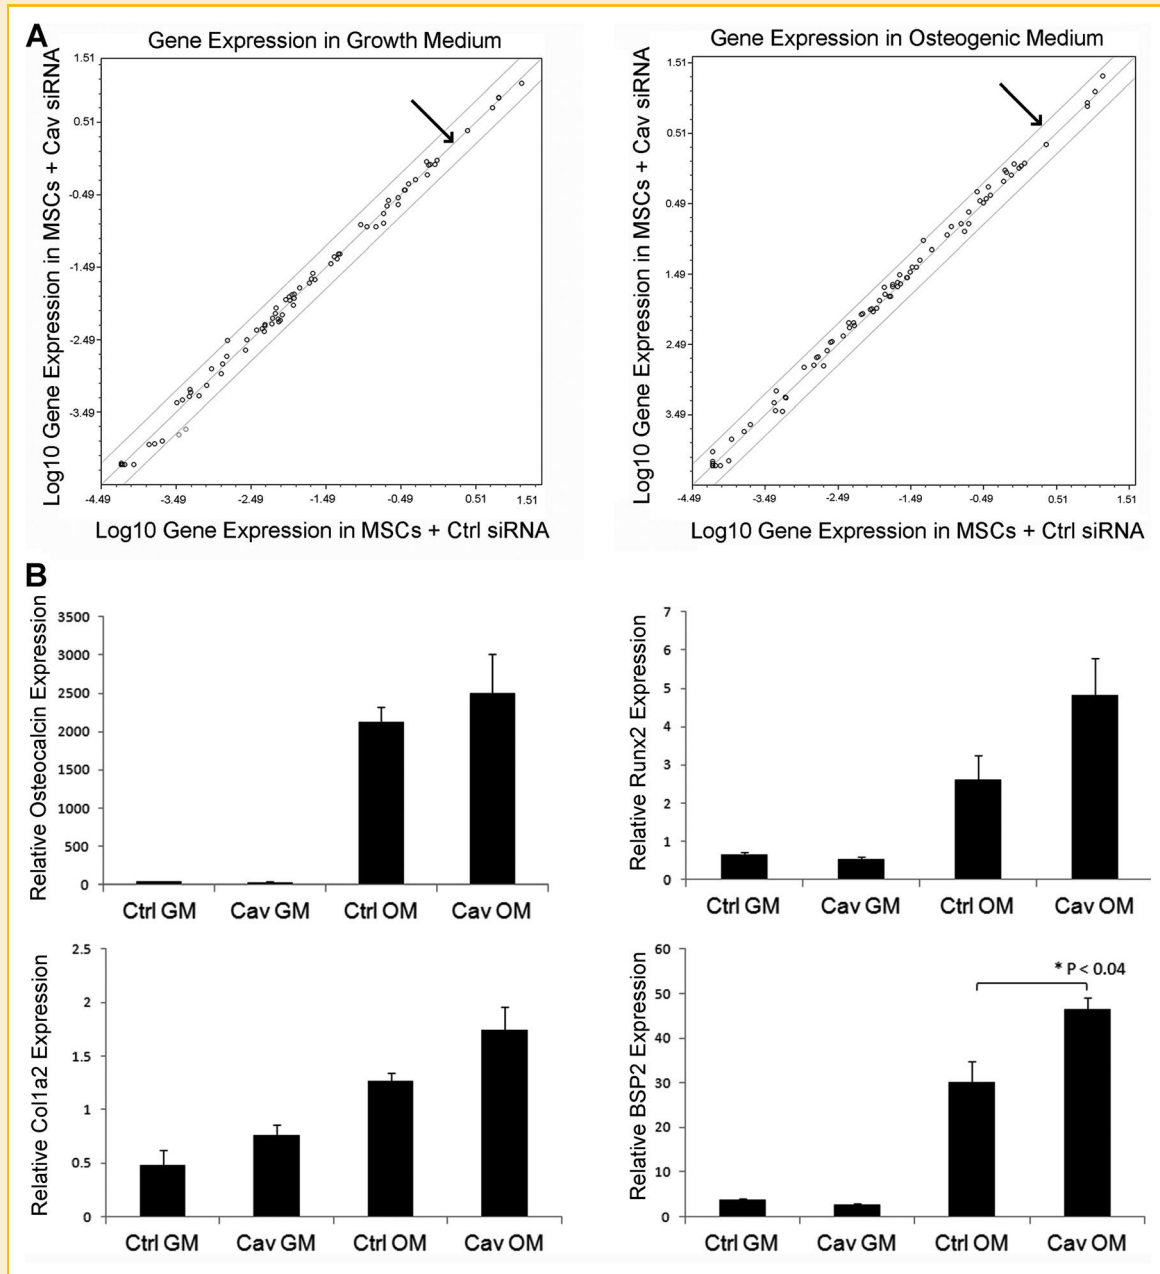 A
Gene Expression in Growth Medium
Log10 Gene Expression in MSCs + Cav siRNA
1.51
0.51
-0.49
-1.49
-2.49
-3.49
-4.49 -3.49 -2.49 -1.49 -0.49 0.51 1.51
Log10 Gene Expression in MSCs + Ctrl siRNA
Gene Expression in Osteogenic Medium
Log10 Gene Expression in MSCs + Cav siRNA
1.51
0.51
0.49
1.49
2.49
3.49
-4.49 -3.49 -2.49 -1.49 -0.49 0.51 1.51
Log10 Gene Expression in MSCs + Ctrl siRNA
B
Relative Osteocalcin Expression
3500
3000
2500
2000
1500
1000
500
0
Ctrl GM Cav GM Ctrl OM Cav OM
Relative Runx2 Expression
7
6
5
4
3
2
1
0
Ctrl GM Cav GM Ctrl OM Cav OM
Relative Col1a2 Expression
2.5
2
1.5
1
0.5
0
Ctrl GM Cav GM Ctrl OM Cav OM
Relative BSP2 Expression
60
50
40
30
20
10
0
* P < 0.04
Ctrl GM Cav GM Ctrl OM Cav OM